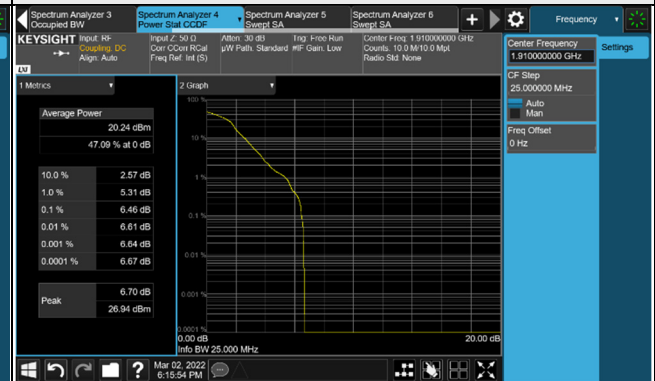 Spectrum Analyzer 3
Occupied BW
Spectrum Analyzer 4
Power Stat CCDF
Spectrum Analyzer 5
Swept SA
Spectrum Analyzer 6
Swept SA
+
Frequency
KEYSIGHT
Input: RF
Coupling: DC
Align: Auto
Input Z: 50 Ω
Corr CCorr RCal
Freq Ref: Int (S)
Atten: 30 dB
µW Path: Standard
Trig: Free Run
#IF Gain: Low
Center Freq: 1.910000000 GHz
Counts: 10.0 M/10.0 Mpt
Radio Std: None
LXI
Center Frequency
1.910000000 GHz
Settings
CF Step
25.000000 MHz
Auto
Man
Freq Offset
0 Hz
1 Metrics
2 Graph
Average Power
20.24 dBm
47.09 % at 0 dB
10.0 % 2.57 dB
1.0 % 5.31 dB
0.1 % 6.46 dB
0.01 % 6.61 dB
0.001 % 6.64 dB
0.0001 % 6.67 dB
Peak
6.70 dB
26.94 dBm
100 %
10 %
1 %
0.1 %
0.01 %
0.001 %
0.0001 %
0.00 dB
20.00 dB
Info BW 25.000 MHz
?
Mar 02, 2022
6:15:54 PM